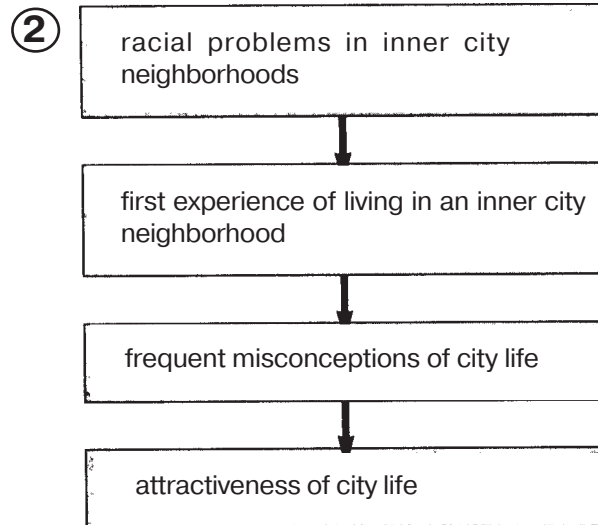 ②
racial problems in inner city
neighborhoods
first experience of living in an inner city
neighborhood
frequent misconceptions of city life
attractiveness of city life